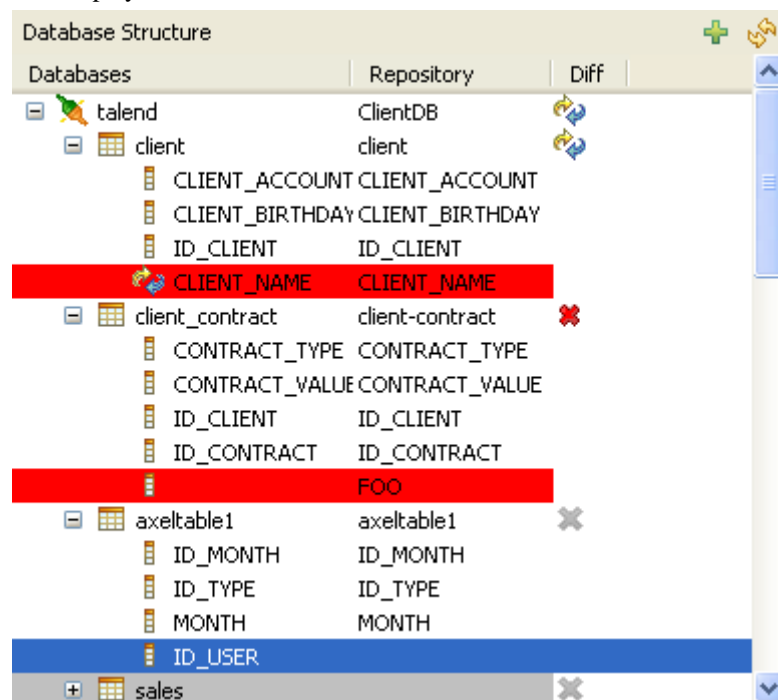 Database Structure
Databases Repository Diff
talend ClientDB
client client
CLIENT_ACCOUNT CLIENT_ACCOUNT
CLIENT_BIRTHDAY CLIENT_BIRTHDAY
ID_CLIENT ID_CLIENT
CLIENT_NAME CLIENT_NAME
client_contract client-contract
CONTRACT_TYPE CONTRACT_TYPE
CONTRACT_VALUE CONTRACT_VALUE
ID_CLIENT ID_CLIENT
ID_CONTRACT ID_CONTRACT
FOO
axeltable1 axeltable1
ID_MONTH ID_MONTH
ID_TYPE ID_TYPE
MONTH MONTH
ID_USER
sales